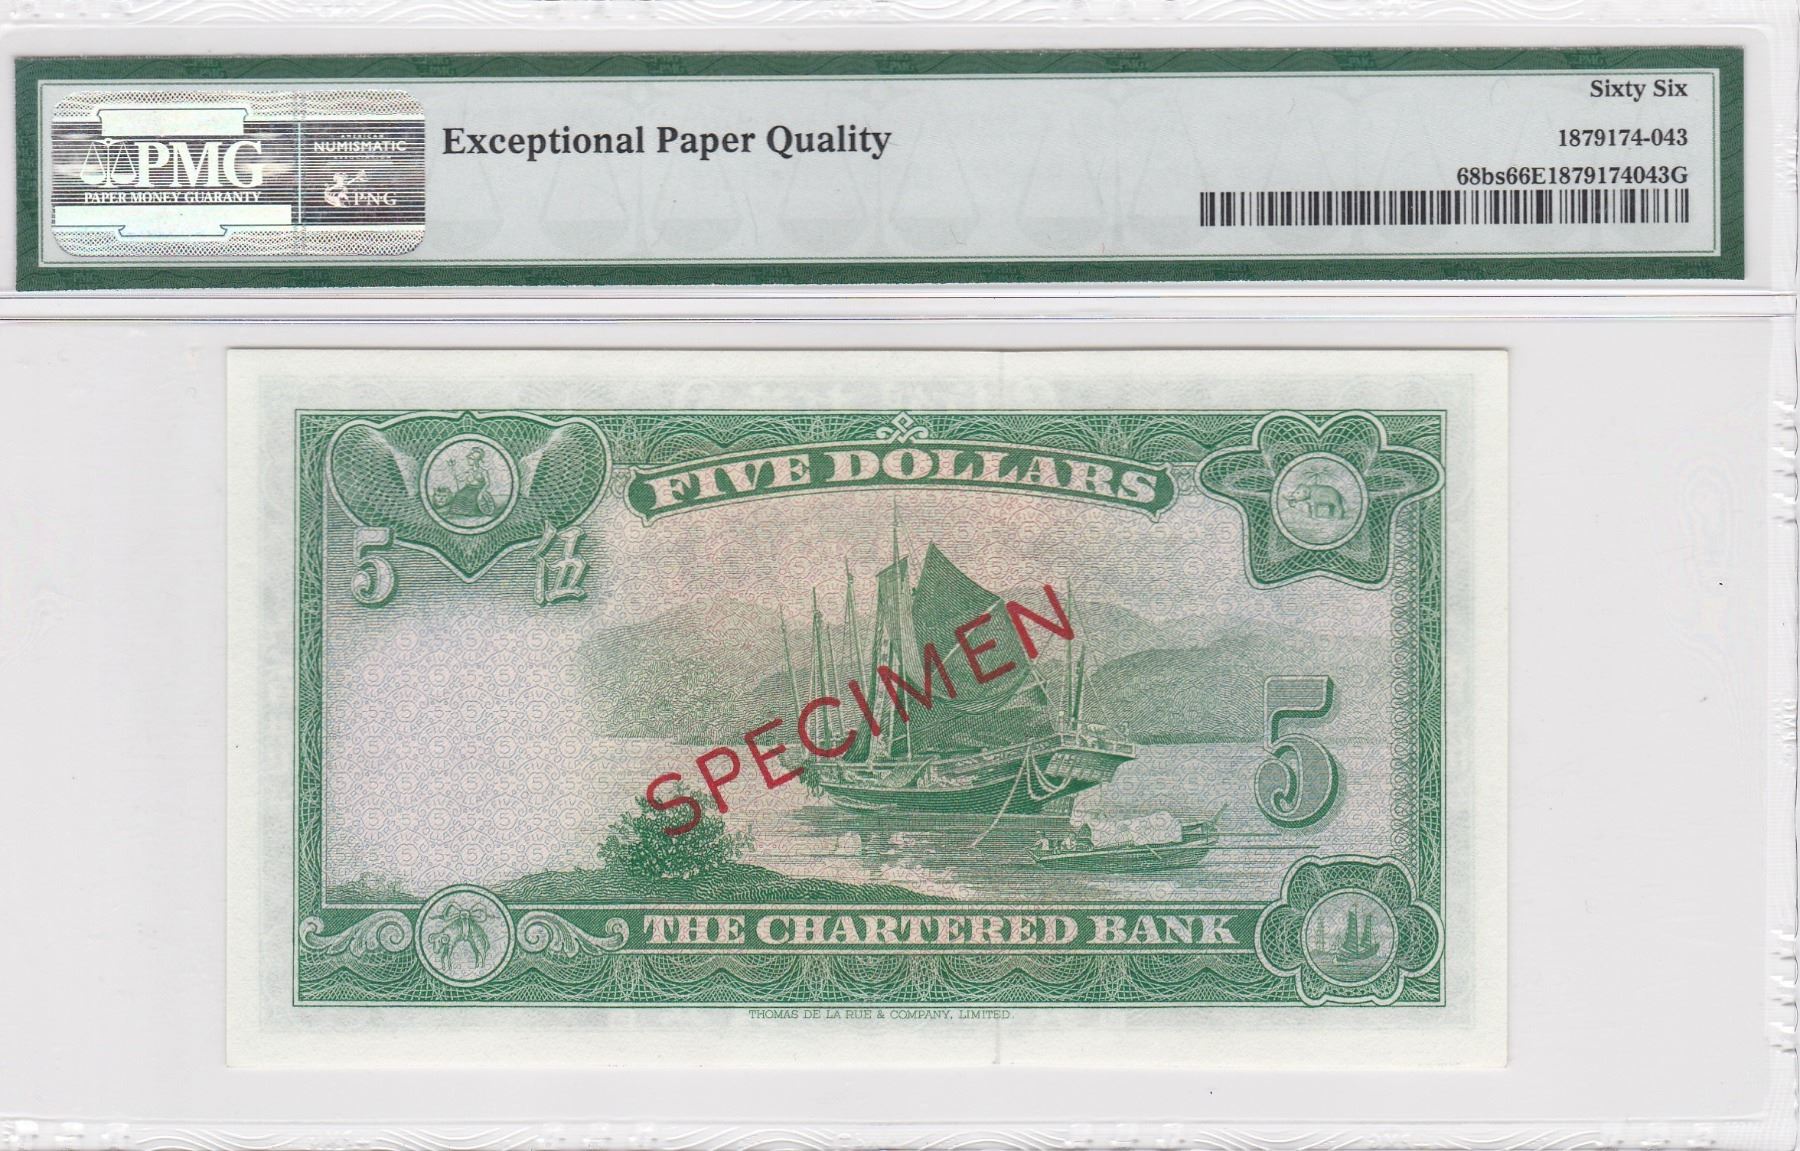 Sixty Six
PMG
PAPER MONEY GUARANTY
AMERICAN
NUMISMATIC
PNG
Exceptional Paper Quality
1879174-043
68bs66E1879174043G
FIVE DOLLARS
5
伍
SPECIMEN
5
THE CHARTERED BANK
THOMAS DE LA RUE & COMPANY, LIMITED.